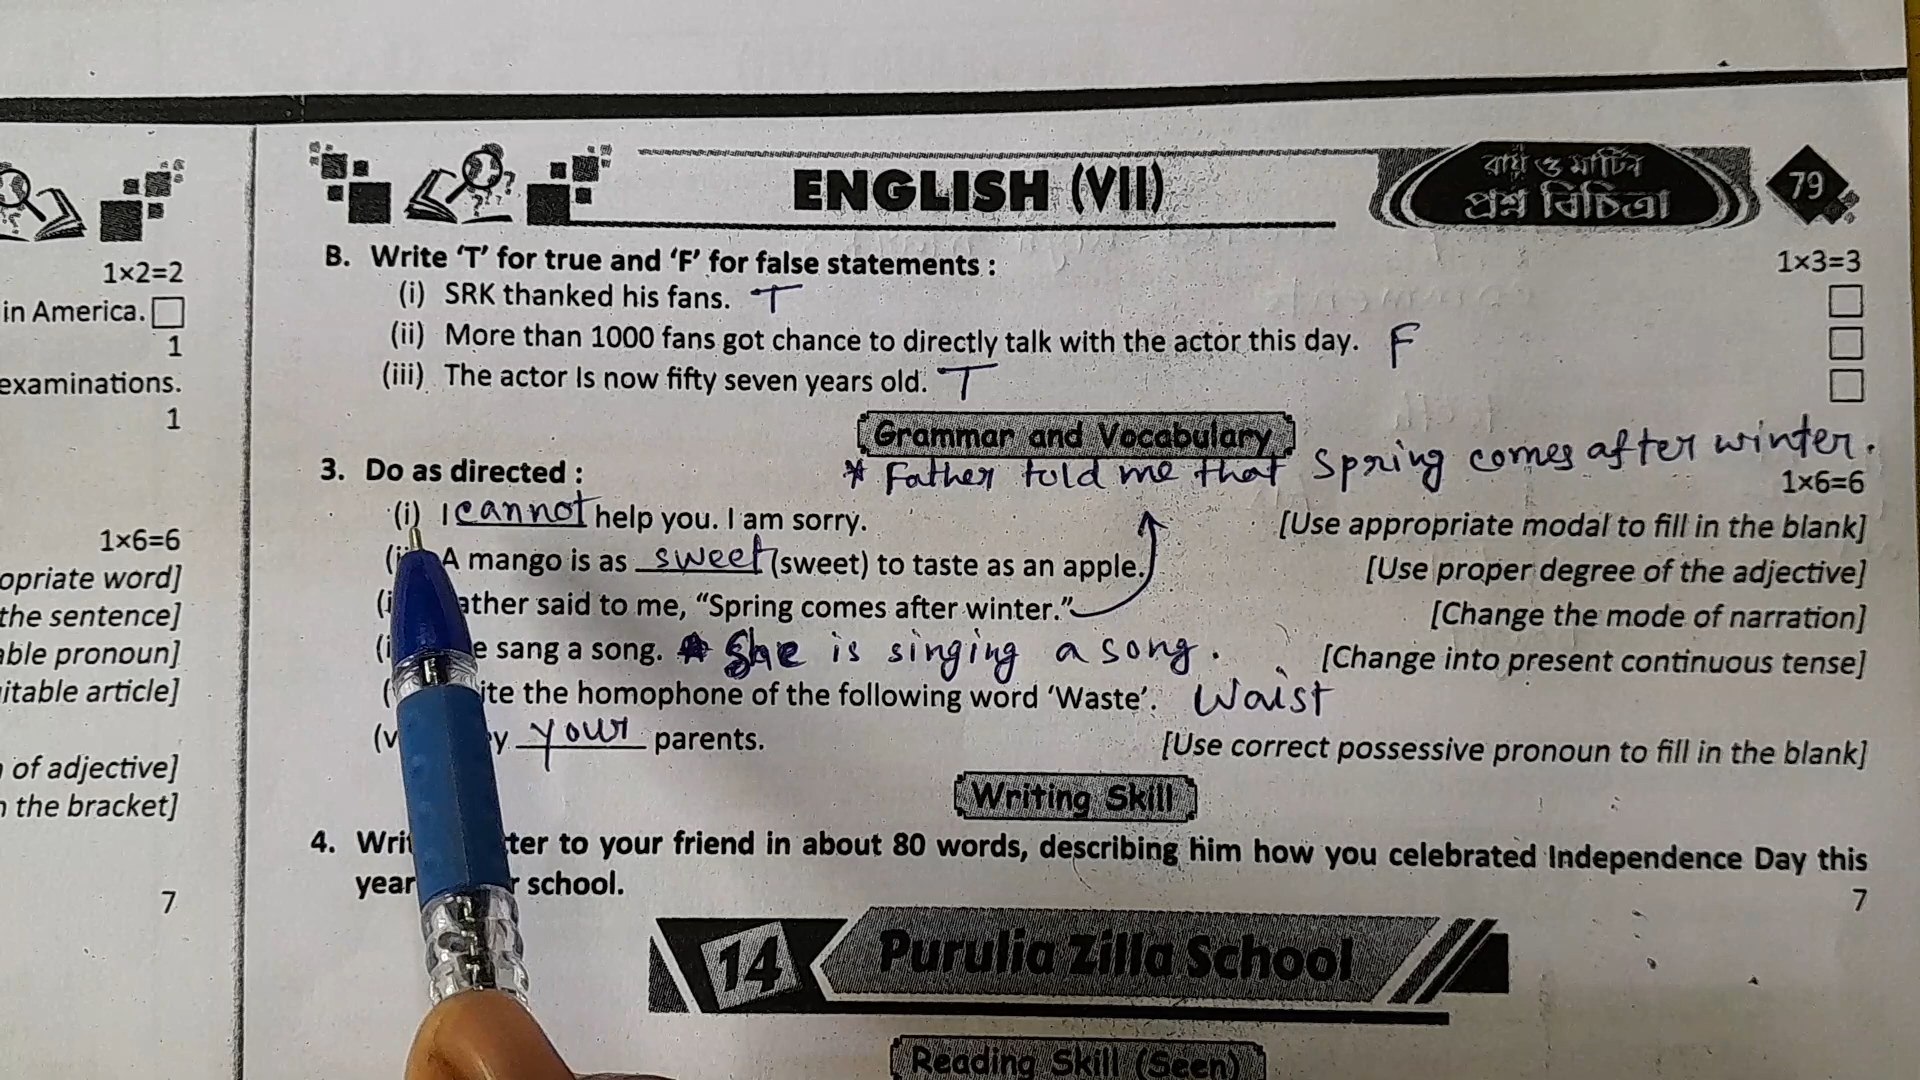 ENGLISH (VII)
রায় ও মার্টিন
প্রশ্ন বিচিত্রা
79
1×2=2
in America.
1
examinations.
1
1×6=6
opriate word]
the sentence]
able pronoun]
itable article]
of adjective]
the bracket]
7
B. Write ‘T’ for true and ‘F’ for false statements : 1×3=3
(i) SRK thanked his fans. T
(ii) More than 1000 fans got chance to directly talk with the actor this day. F
(iii) The actor Is now fifty seven years old. T
Grammar and Vocabulary
* Father told me that Spring comes after winter.
3. Do as directed : 1×6=6
(i) I cannot help you. I am sorry. [Use appropriate modal to fill in the blank]
A mango is as sweet (sweet) to taste as an apple. [Use proper degree of the adjective]
ather said to me, “Spring comes after winter.” [Change the mode of narration]
e sang a song. * She is singing a song. [Change into present continuous tense]
ite the homophone of the following word ‘Waste’. Waist
y your parents. [Use correct possessive pronoun to fill in the blank]
Writing Skill
4. Wri ter to your friend in about 80 words, describing him how you celebrated Independence Day this
year r school. 7
14 Purulia Zilla School
Reading Skill (Seen)